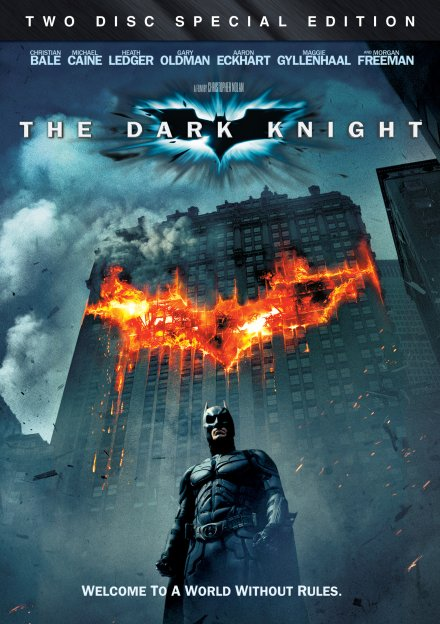 TWO DISC SPECIAL EDITION
CHRISTIAN BALE MICHAEL CAINE HEATH LEDGER GARY OLDMAN AARON ECKHART MAGGIE GYLLENHAAL AND MORGAN FREEMAN
A FILM BY CHRISTOPHER NOLAN
THE DARK KNIGHT
WELCOME TO A WORLD WITHOUT RULES.